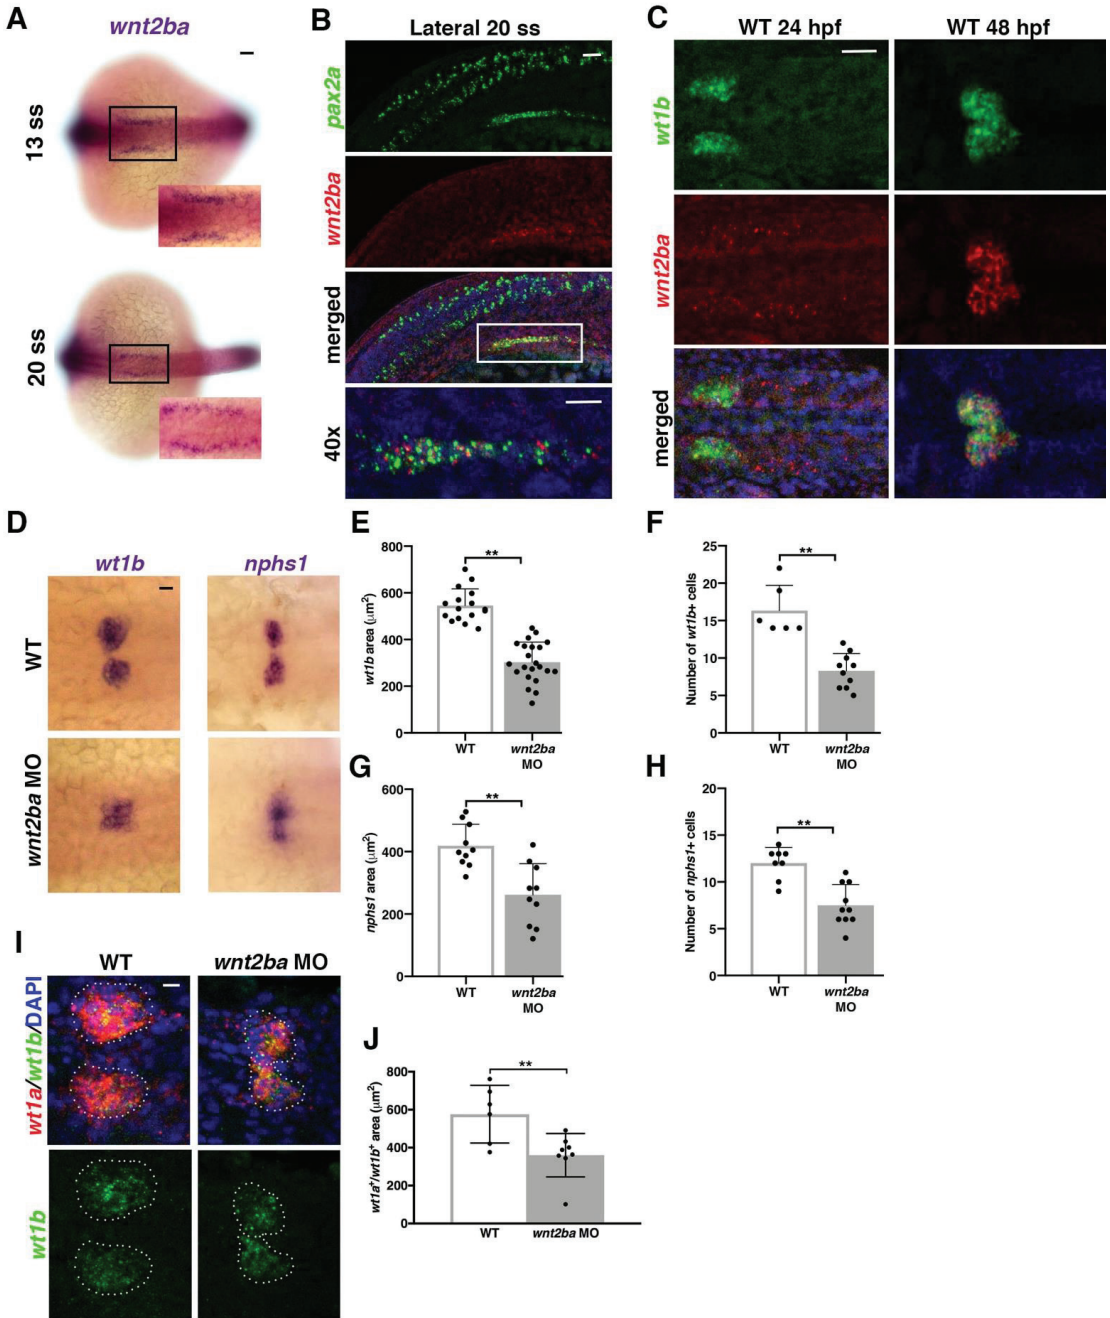 A
wnt2ba
13 ss
20 ss
B
Lateral 20 ss
pax2a
wnt2ba
merged
40x
C
WT 24 hpf
WT 48 hpf
wt1b
wnt2ba
merged
D
wt1b
nphs1
WT
wnt2ba MO
E
800
600
400
200
0
wt1b area (μm2)
**
WT
wnt2ba
MO
F
25
20
15
10
5
0
Number of wt1b+ cells
**
WT
wnt2ba
MO
G
600
400
200
0
nphs1 area (μm2)
**
WT
wnt2ba
MO
H
20
15
10
5
0
Number of nphs1+ cells
**
WT
wnt2ba
MO
I
WT
wnt2ba MO
wt1a/wt1b/DAPI
wt1b
J
800
600
400
200
0
wt1a+/wt1b+ area (μm2)
**
WT
wnt2ba MO